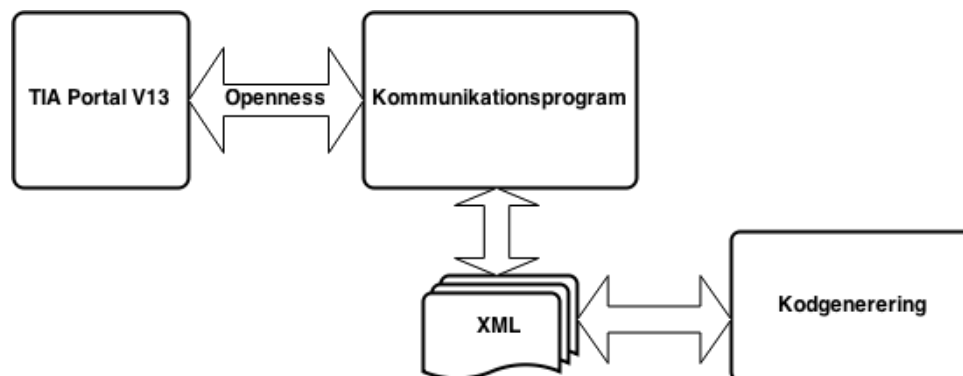 TIA Portal V13
Openness
Kommunikationsprogram
XML
Kodgenerering